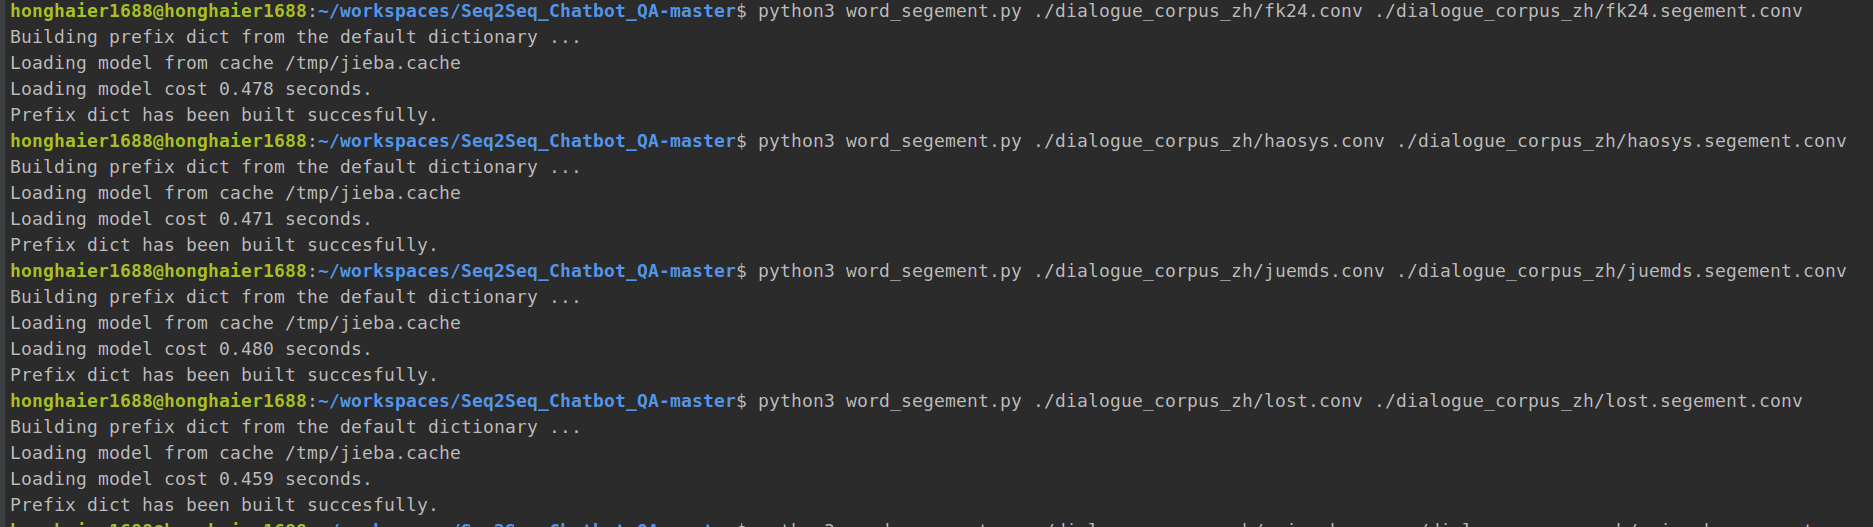 honghaier1688@honghaier1688:~/workspaces/Seq2Seq_Chatbot_QA-master$ python3 word_segement.py ./dialogue_corpus_zh/fk24.conv ./dialogue_corpus_zh/fk24.segement.conv
Building prefix dict from the default dictionary ...
Loading model from cache /tmp/jieba.cache
Loading model cost 0.478 seconds.
Prefix dict has been built succesfully.
honghaier1688@honghaier1688:~/workspaces/Seq2Seq_Chatbot_QA-master$ python3 word_segement.py ./dialogue_corpus_zh/haosys.conv ./dialogue_corpus_zh/haosys.segement.conv
Building prefix dict from the default dictionary ...
Loading model from cache /tmp/jieba.cache
Loading model cost 0.471 seconds.
Prefix dict has been built succesfully.
honghaier1688@honghaier1688:~/workspaces/Seq2Seq_Chatbot_QA-master$ python3 word_segement.py ./dialogue_corpus_zh/juemds.conv ./dialogue_corpus_zh/juemds.segement.conv
Building prefix dict from the default dictionary ...
Loading model from cache /tmp/jieba.cache
Loading model cost 0.480 seconds.
Prefix dict has been built succesfully.
honghaier1688@honghaier1688:~/workspaces/Seq2Seq_Chatbot_QA-master$ python3 word_segement.py ./dialogue_corpus_zh/lost.conv ./dialogue_corpus_zh/lost.segement.conv
Building prefix dict from the default dictionary ...
Loading model from cache /tmp/jieba.cache
Loading model cost 0.459 seconds.
Prefix dict has been built succesfully.